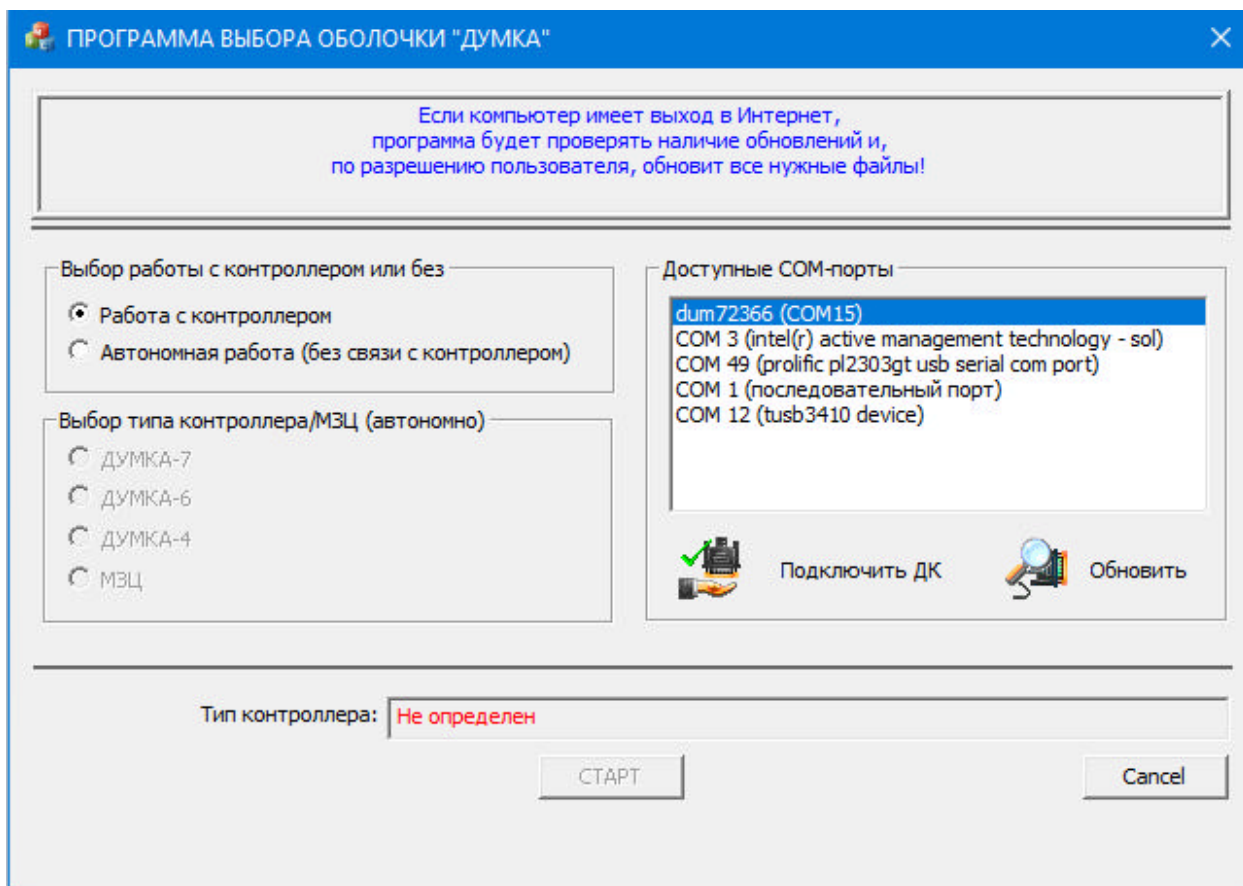 ПРОГРАММА ВЫБОРА ОБОЛОЧКИ "ДУМКА"
Если компьютер имеет выход в Интернет,
программа будет проверять наличие обновлений и,
по разрешению пользователя, обновит все нужные файлы!
Выбор работы с контроллером или без
Работа с контроллером
Автономная работа (без связи с контроллером)
Выбор типа контроллера/МЗЦ (автономно)
ДУМКА-7
ДУМКА-6
ДУМКА-4
МЗЦ
Доступные COM-порты
dum72366 (COM15)
COM 3 (intel(r) active management technology - sol)
COM 49 (prolific pl2303gt usb serial com port)
COM 1 (последовательный порт)
COM 12 (tusb3410 device)
Подключить ДК
Обновить
Тип контроллера: Не определен
СТАРТ
Cancel